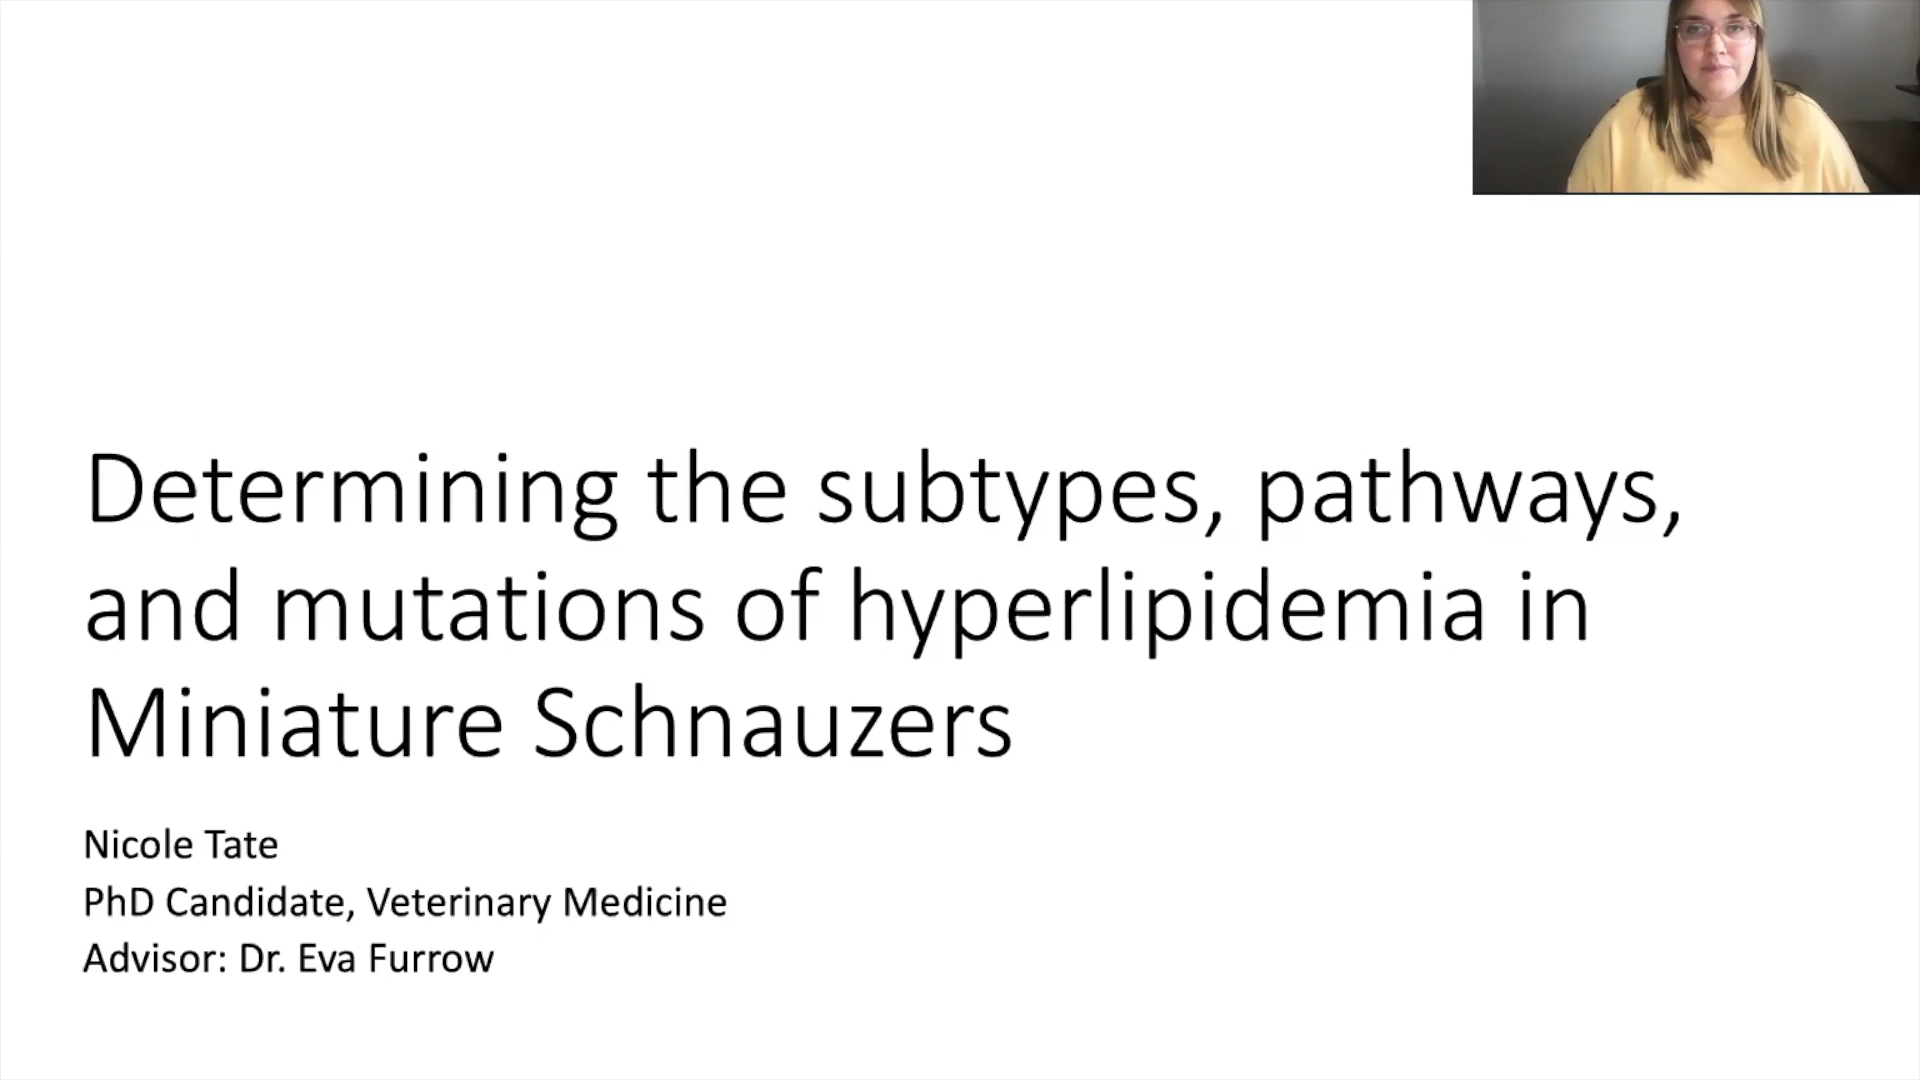 Determining the subtypes, pathways,
and mutations of hyperlipidemia in
Miniature Schnauzers
Nicole Tate
PhD Candidate, Veterinary Medicine
Advisor: Dr. Eva Furrow